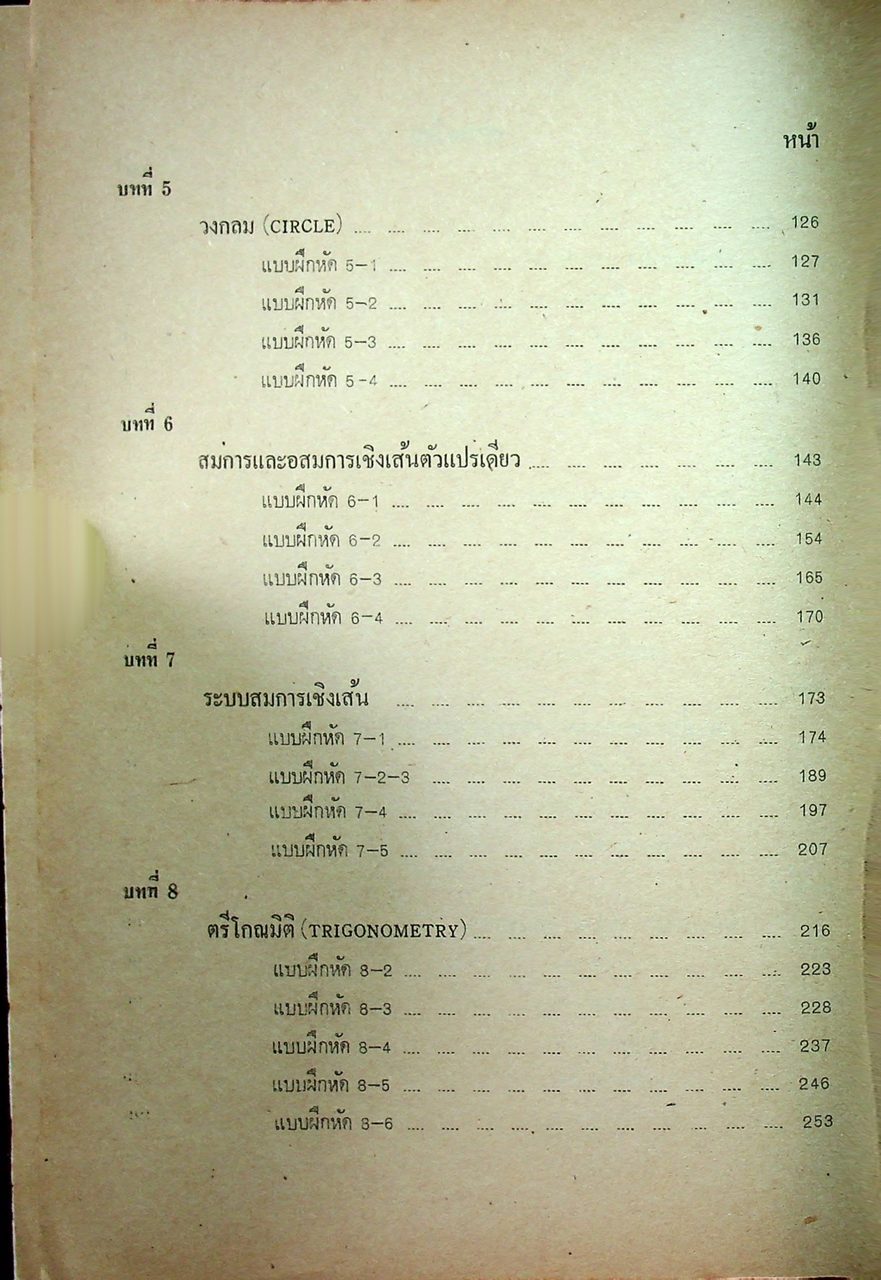 หน้า
บทที่ 5
วงกลม (CIRCLE) .... .... .... .... .... .... .... .... .... .... .... .... 126
แบบฝึกหัด 5-1 .... .... .... .... .... .... .... .... .... .... .... 127
แบบฝึกหัด 5-2 .... .... .... .... .... .... .... .... .... .... .... 131
แบบฝึกหัด 5-3 .... .... .... .... .... .... .... .... .... .... .... 136
แบบฝึกหัด 5-4 .... .... .... .... .... .... .... .... .... .... .... 140
บทที่ 6
สมการและอสมการเชิงเส้นตัวแปรเดียว .... .... .... .... .... .... .... 143
แบบฝึกหัด 6-1 .... .... .... .... .... .... .... .... .... .... .... 144
แบบฝึกหัด 6-2 .... .... .... .... .... .... .... .... .... .... .... 154
แบบฝึกหัด 6-3 .... .... .... .... .... .... .... .... .... .... .... 165
แบบฝึกหัด 6-4 .... .... .... .... .... .... .... .... .... .... .... 170
บทที่ 7
ระบบสมการเชิงเส้น .... .... .... .... .... .... .... .... .... .... .... 173
แบบฝึกหัด 7-1 .... .... .... .... .... .... .... .... .... .... .... 174
แบบฝึกหัด 7-2-3 .... .... .... .... .... .... .... .... .... .... 189
แบบฝึกหัด 7-4 .... .... .... .... .... .... .... .... .... .... .... 197
แบบฝึกหัด 7-5 .... .... .... .... .... .... .... .... .... .... .... 207
บทที่ 8
ตรีโกณมิติ (TRIGONOMETRY) .... .... .... .... .... .... .... .... .... 216
แบบฝึกหัด 8-2 .... .... .... .... .... .... .... .... .... .... .... 223
แบบฝึกหัด 8-3 .... .... .... .... .... .... .... .... .... .... .... 228
แบบฝึกหัด 8-4 .... .... .... .... .... .... .... .... .... .... .... 237
แบบฝึกหัด 8-5 .... .... .... .... .... .... .... .... .... .... .... 246
แบบฝึกหัด 8-6 .... .... .... .... .... .... .... .... .... .... .... 253